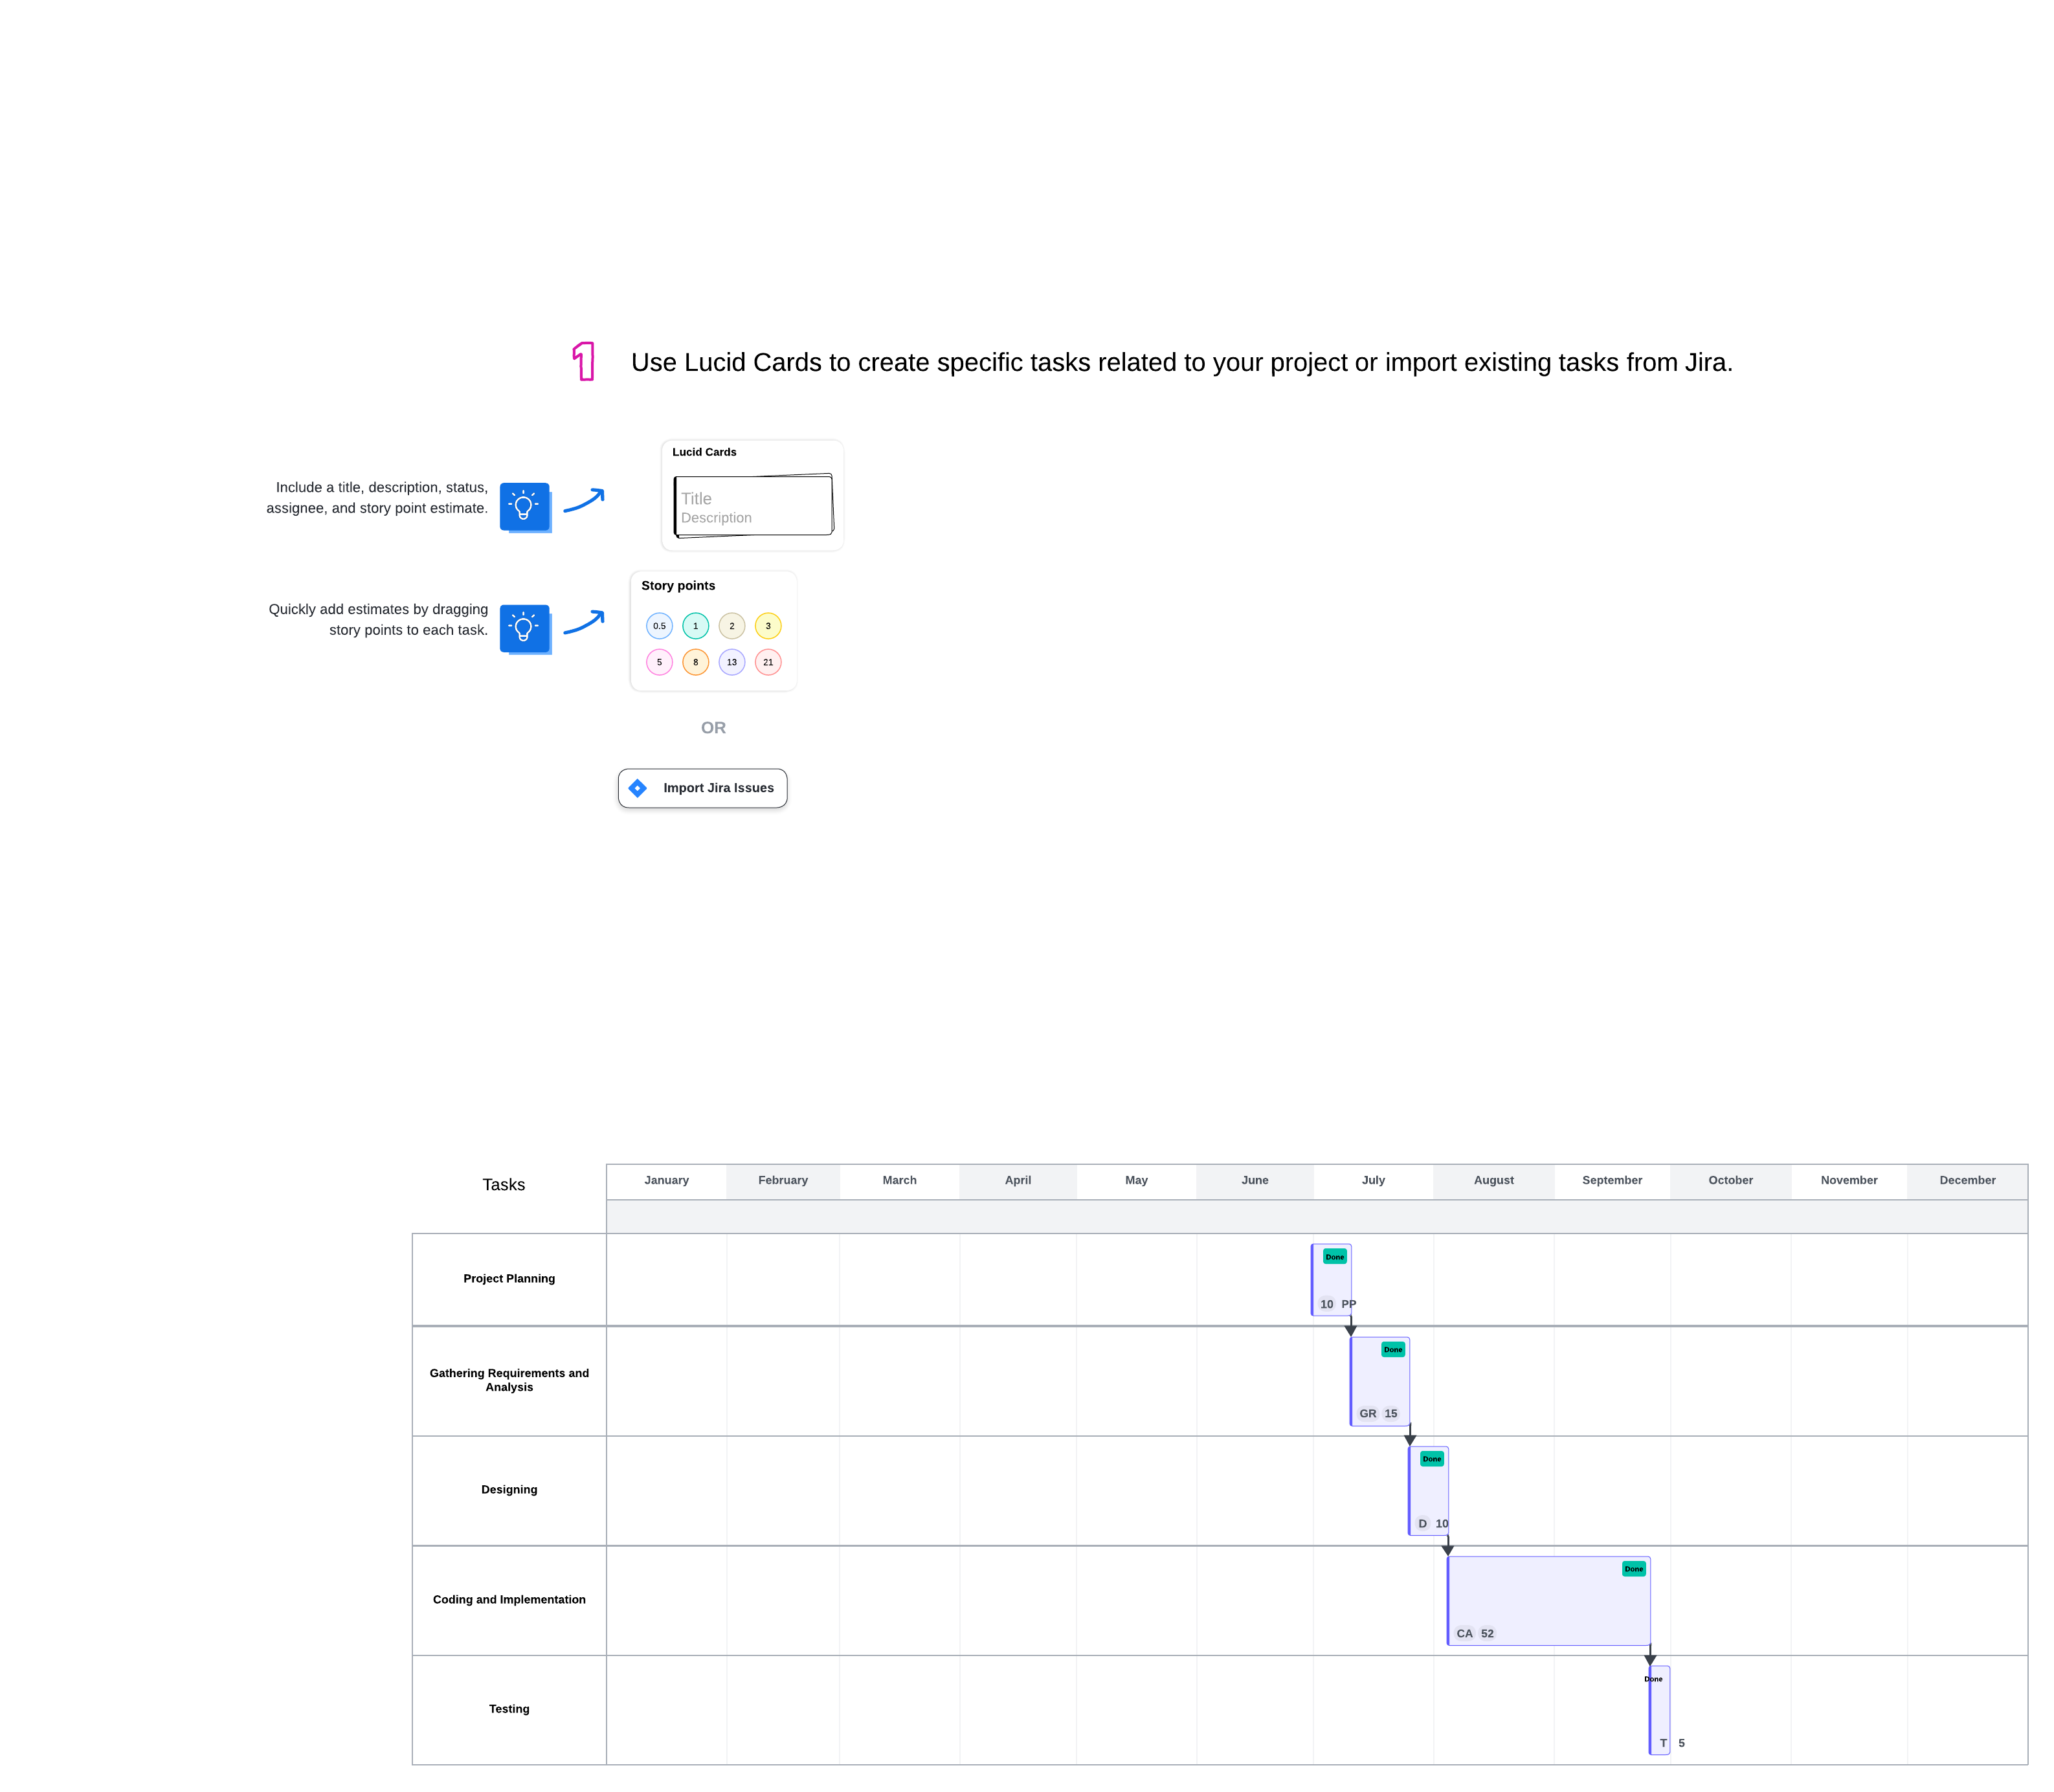 1
Use Lucid Cards to create specific tasks related to your project or import existing tasks from Jira.
Include a title, description, status,
assignee, and story point estimate.
Lucid Cards
Title
Description
Quickly add estimates by dragging
story points to each task.
Story points
0.5 1 2 3
5 8 13 21
OR
Import Jira Issues
Tasks
January February March April May June July August September October November December
Project Planning
Done
10 PP
Gathering Requirements and
Analysis
Done
GR 15
Designing
Done
D 10
Coding and Implementation
Done
CA 52
Testing
Done
T 5